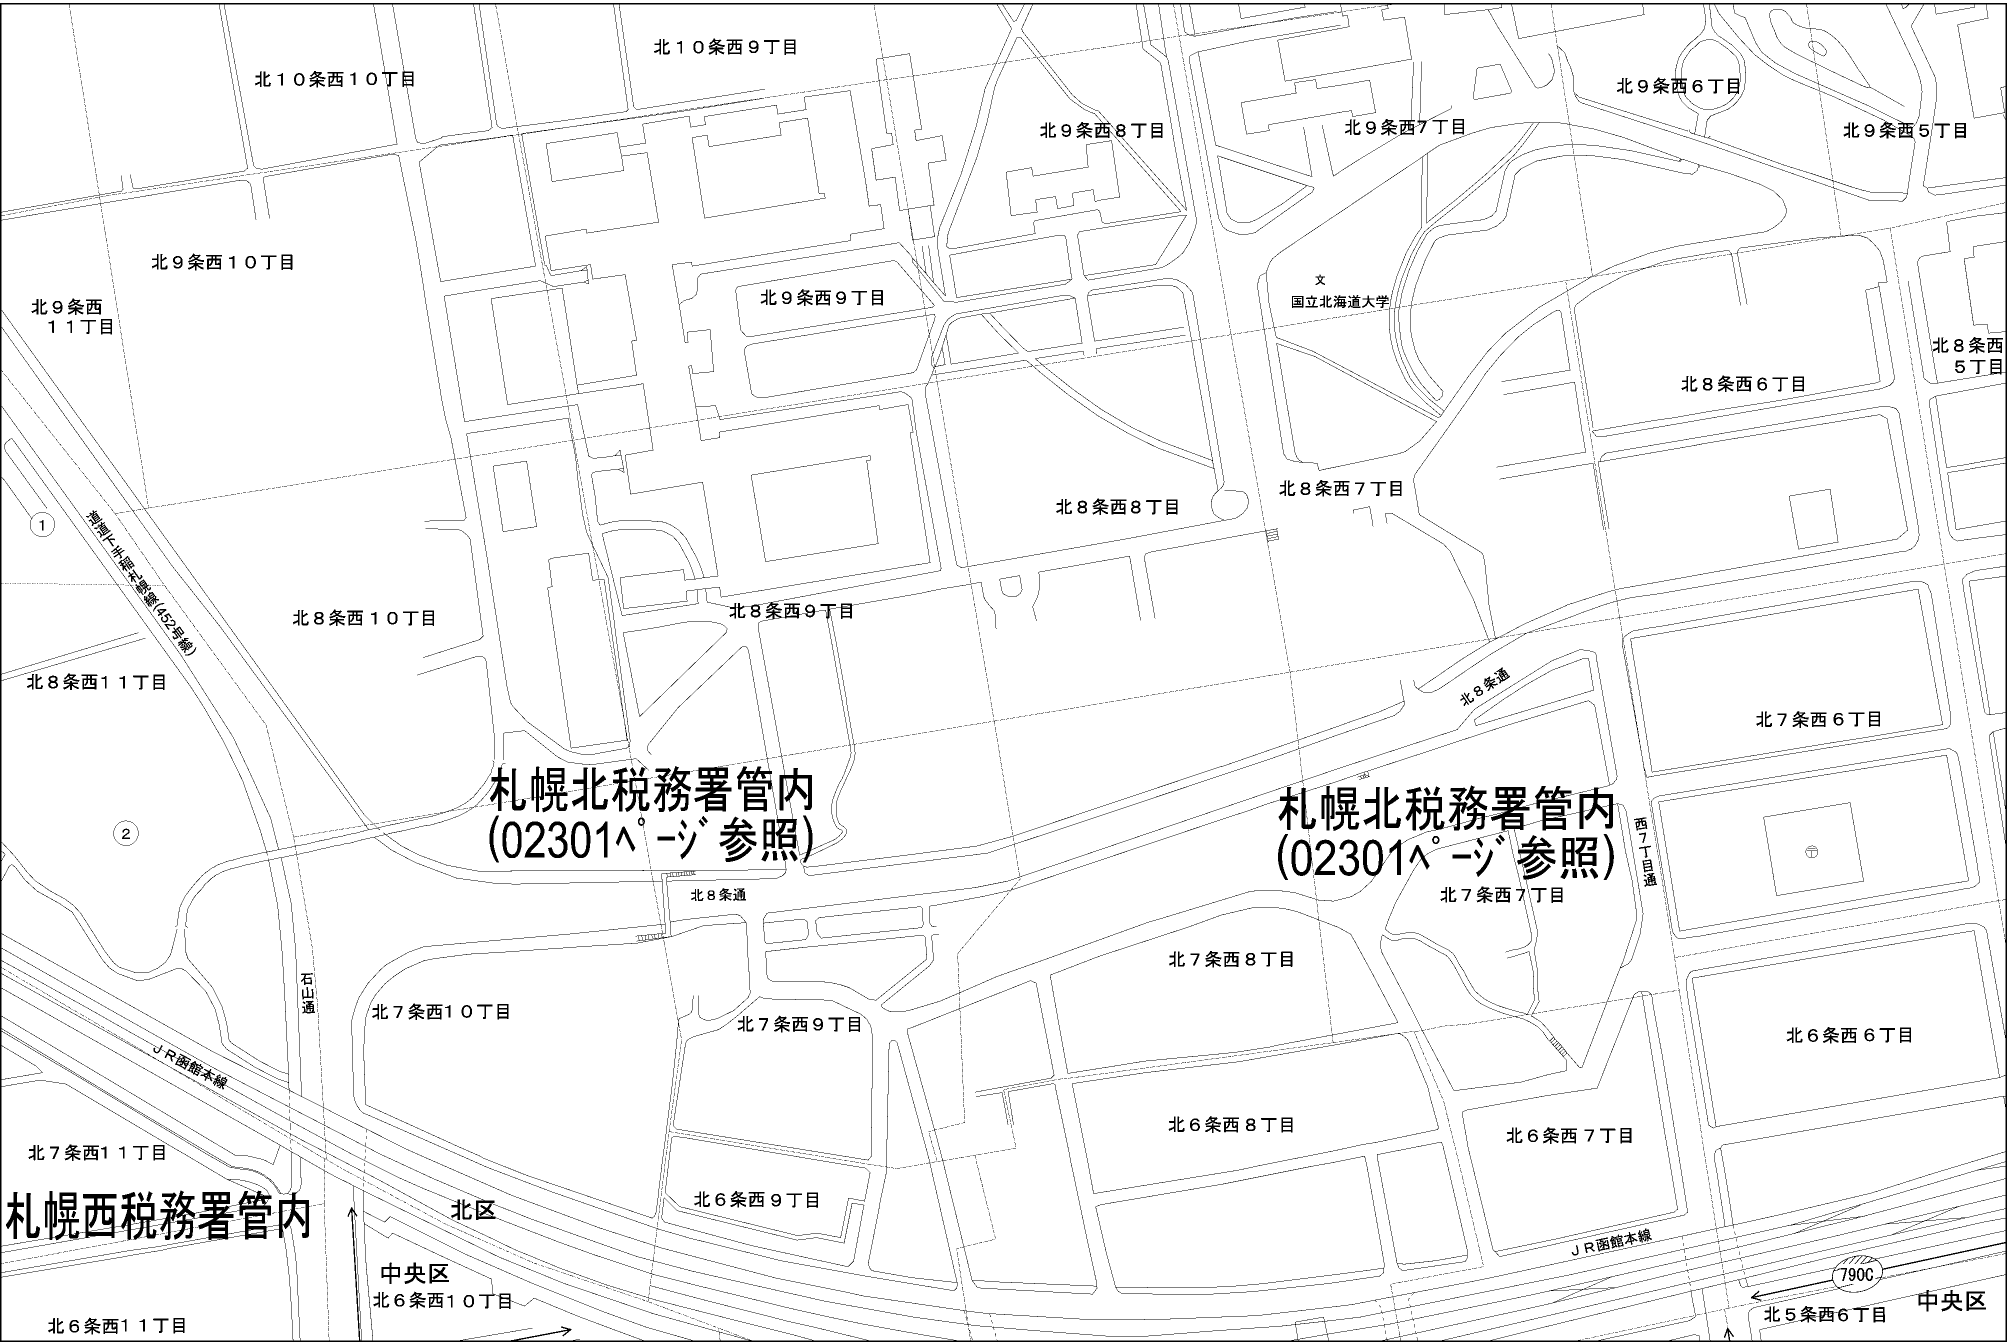 北１０条西９丁目
北１０条西１０丁目
北９条西６丁目
北９条西８丁目
北９条西７丁目
北９条西５丁目
北９条西１０丁目
文
国立北海道大学
北９条西９丁目
北９条西
１１丁目
北８条西
５丁目
北８条西６丁目
北８条西７丁目
北８条西８丁目
1
道道下手稲札幌線(452号線)
北８条西９丁目
北８条西１０丁目
北８条西１１丁目
北８条通
北７条西６丁目
札幌北税務署管内
(02301ﾍﾟｰｼﾞ参照)
札幌北税務署管内
(02301ﾍﾟｰｼﾞ参照)
2
西７丁目通
〒
北８条通
北７条西７丁目
北７条西８丁目
石山通
北７条西１０丁目
北７条西９丁目
北６条西６丁目
ＪＲ函館本線
北６条西８丁目
北６条西７丁目
北７条西１１丁目
北６条西９丁目
札幌西税務署管内
北区
ＪＲ函館本線
中央区
790C
北６条西１０丁目
中央区
北５条西６丁目
北６条西１１丁目